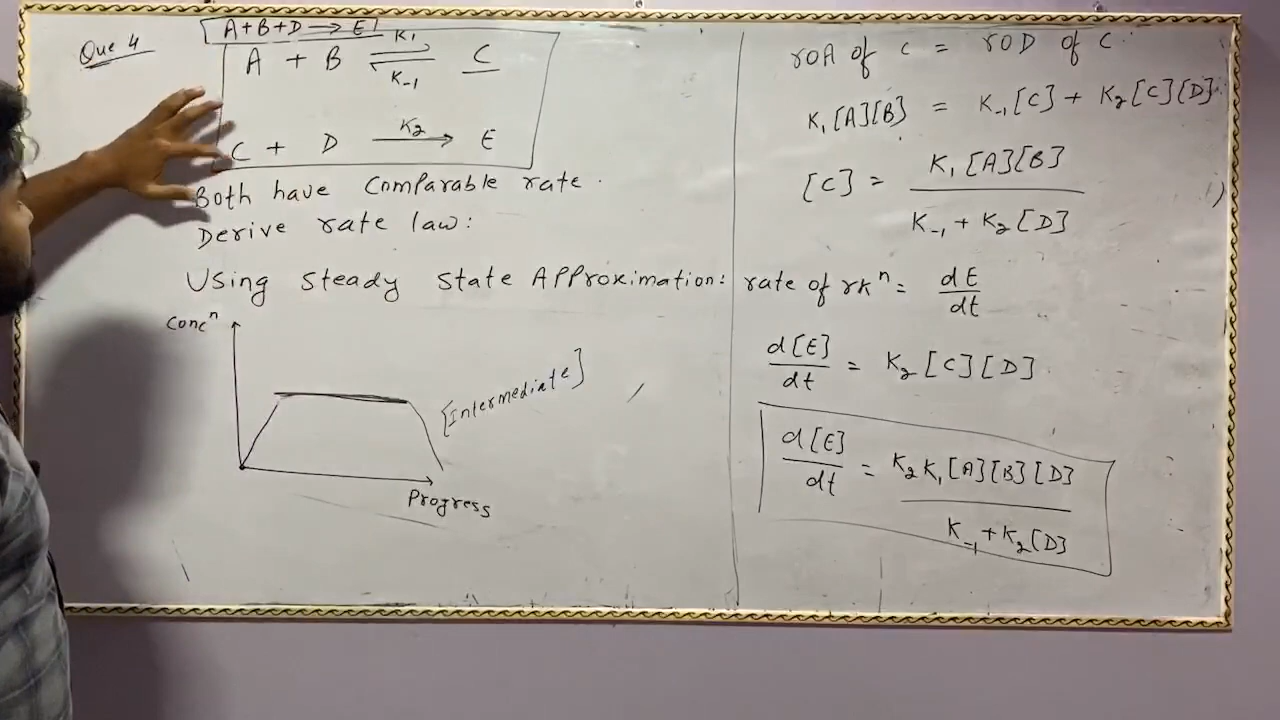 Que 4
A + B + D ⟶ E
A + B ⇌ C
K₁
K₋₁
C + D ⟶ E
K₂
Both have comparable rate.
Derive rate law:
Using Steady State Approximation:
Concⁿ
[Intermediate]
Progress
rOA of C = rOD of C
K₁[A][B] = K₋₁[C] + K₂[C][D]
[C] = K₁[A][B] / K₋₁ + K₂[D]
rate of rxⁿ = dE / dt
d[E] / dt = K₂[C][D]
d[E] / dt = K₂K₁[A][B][D] / K₋₁ + K₂[D]